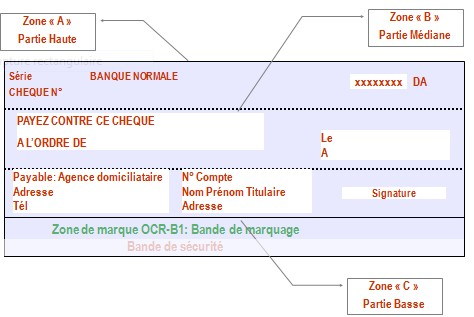 Zone « A »
Partie Haute
Zone « B »
Partie Médiane
rectangulaire
Série BANQUE NORMALE
CHEQUE N° xxxxxxxx DA
PAYEZ CONTRE CE CHEQUE
A L'ORDRE DE
Le
A
Payable: Agence domiciliataire
Adresse
Tél
N° Compte
Nom Prénom Titulaire
Adresse
Signature
Zone de marque OCR-B1: Bande de marquage
Bande de sécurité
Zone « C »
Partie Basse